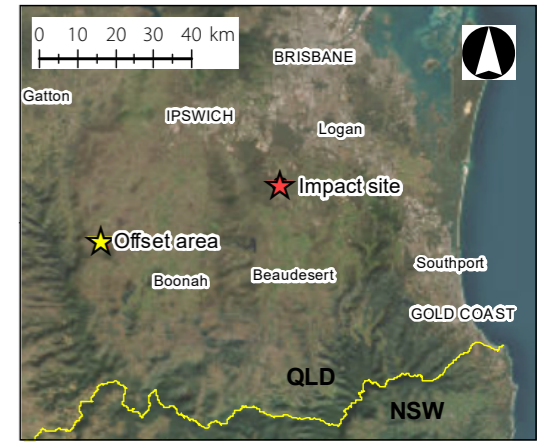 0 10 20 30 40 km
BRISBANE
Gatton
IPSWICH
Logan
Impact site
Offset area
Southport
Beaudesert
Boonah
GOLD COAST
QLD
NSW